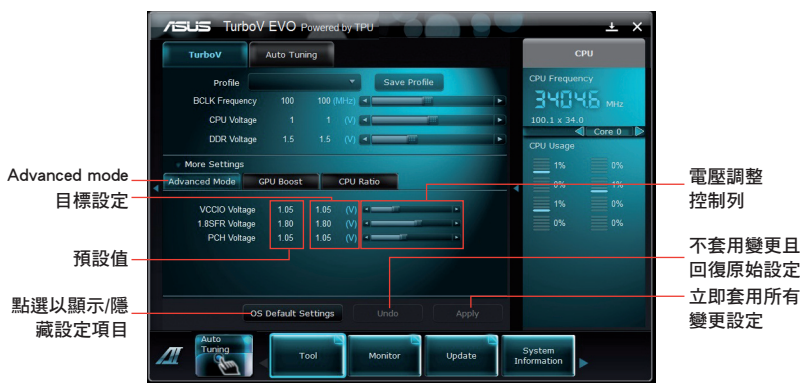 ASUS TurboV EVO Powered by TPU
TurboV
Auto Tuning
Profile
Save Profile
BCLK Frequency 100 100 (MHz)
CPU Voltage 1 1 (V)
DDR Voltage 1.5 1.5 (V)
More Settings
Advanced Mode
GPU Boost
CPU Ratio
VCCIO Voltage 1.05 1.05 (V)
1.8SFR Voltage 1.80 1.80 (V)
PCH Voltage 1.05 1.05 (V)
OS Default Settings
Undo
Apply
CPU
CPU Frequency
3404.6 MHz
100.1 x 34.0
Core 0
CPU Usage
1% 0%
0% 1%
1% 0%
0% 0%
AI
Auto
Tuning
Tool
Monitor
Update
System
Information
Advanced mode
目標設定
預設值
點選以顯示/隱
藏設定項目
電壓調整
控制列
不套用變更且
回復原始設定
立即套用所有
變更設定